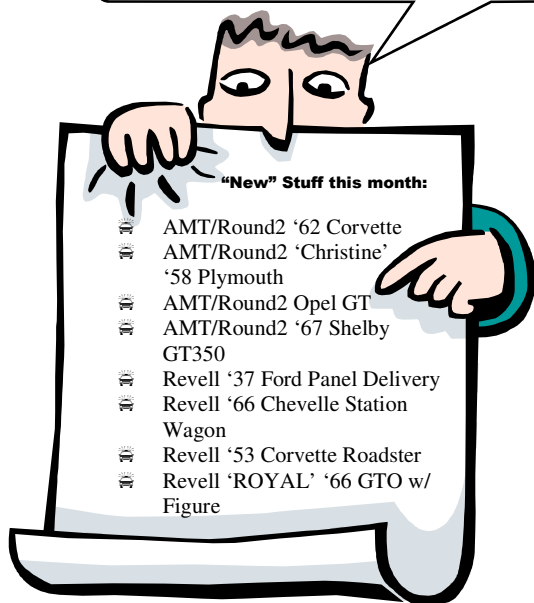 “New” Stuff this month:
AMT/Round2 ‘62 Corvette
AMT/Round2 ‘Christine’
‘58 Plymouth
AMT/Round2 Opel GT
AMT/Round2 ‘67 Shelby
GT350
Revell ‘37 Ford Panel Delivery
Revell ‘66 Chevelle Station
Wagon
Revell ‘53 Corvette Roadster
Revell ‘ROYAL’ ‘66 GTO w/
Figure